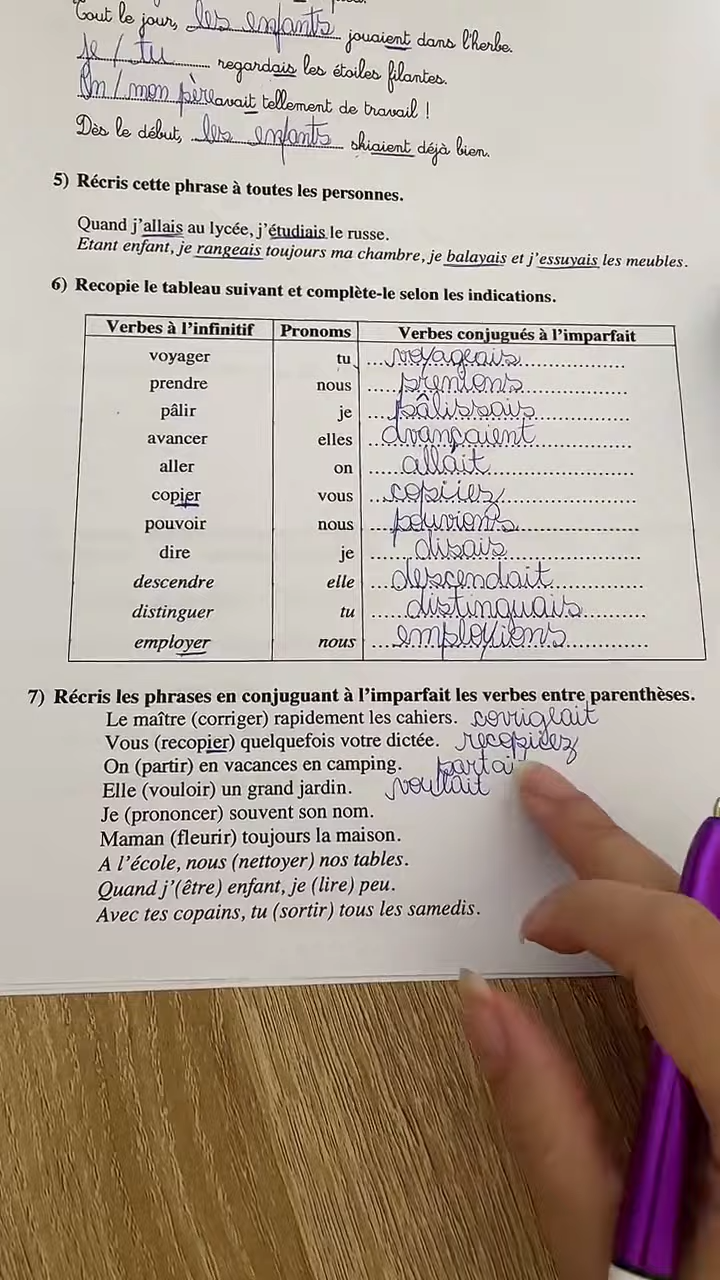 Tout le jour, les enfants jouaient dans l'herbe.
je / tu regardais les étoiles filantes.
On / mon père avait tellement de travail !
Dès le début, les enfants skiaient déjà bien.
5) Récris cette phrase à toutes les personnes.
Quand j'allais au lycée, j'étudiais le russe.
Etant enfant, je rangeais toujours ma chambre, je balayais et j'essuyais les meubles.
6) Recopie le tableau suivant et complète-le selon les indications.
Verbes à l'infinitif Pronoms Verbes conjugués à l'imparfait
voyager tu voyageais
prendre nous prenions
pâlir je pâlissais
avancer elles avançaient
aller on allait
copier vous copiiez
pouvoir nous pouvions
dire je disais
descendre elle descendait
distinguer tu distinguais
employer nous employions
7) Récris les phrases en conjuguant à l'imparfait les verbes entre parenthèses.
Le maître (corriger) rapidement les cahiers. corrigeait
Vous (recopier) quelquefois votre dictée. recopiiez
On (partir) en vacances en camping. partai
Elle (vouloir) un grand jardin. voulait
Je (prononcer) souvent son nom.
Maman (fleurir) toujours la maison.
A l'école, nous (nettoyer) nos tables.
Quand j'(être) enfant, je (lire) peu.
Avec tes copains, tu (sortir) tous les samedis.